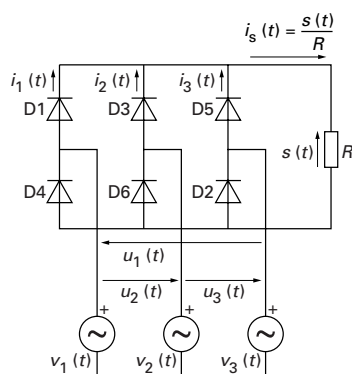 i_s(t) = s(t)/R
i_1(t) i_2(t) i_3(t)
D1 D3 D5
s(t) R
D4 D6 D2
u_1(t)
u_2(t) u_3(t)
+ + +
~ ~ ~
v_1(t) v_2(t) v_3(t)